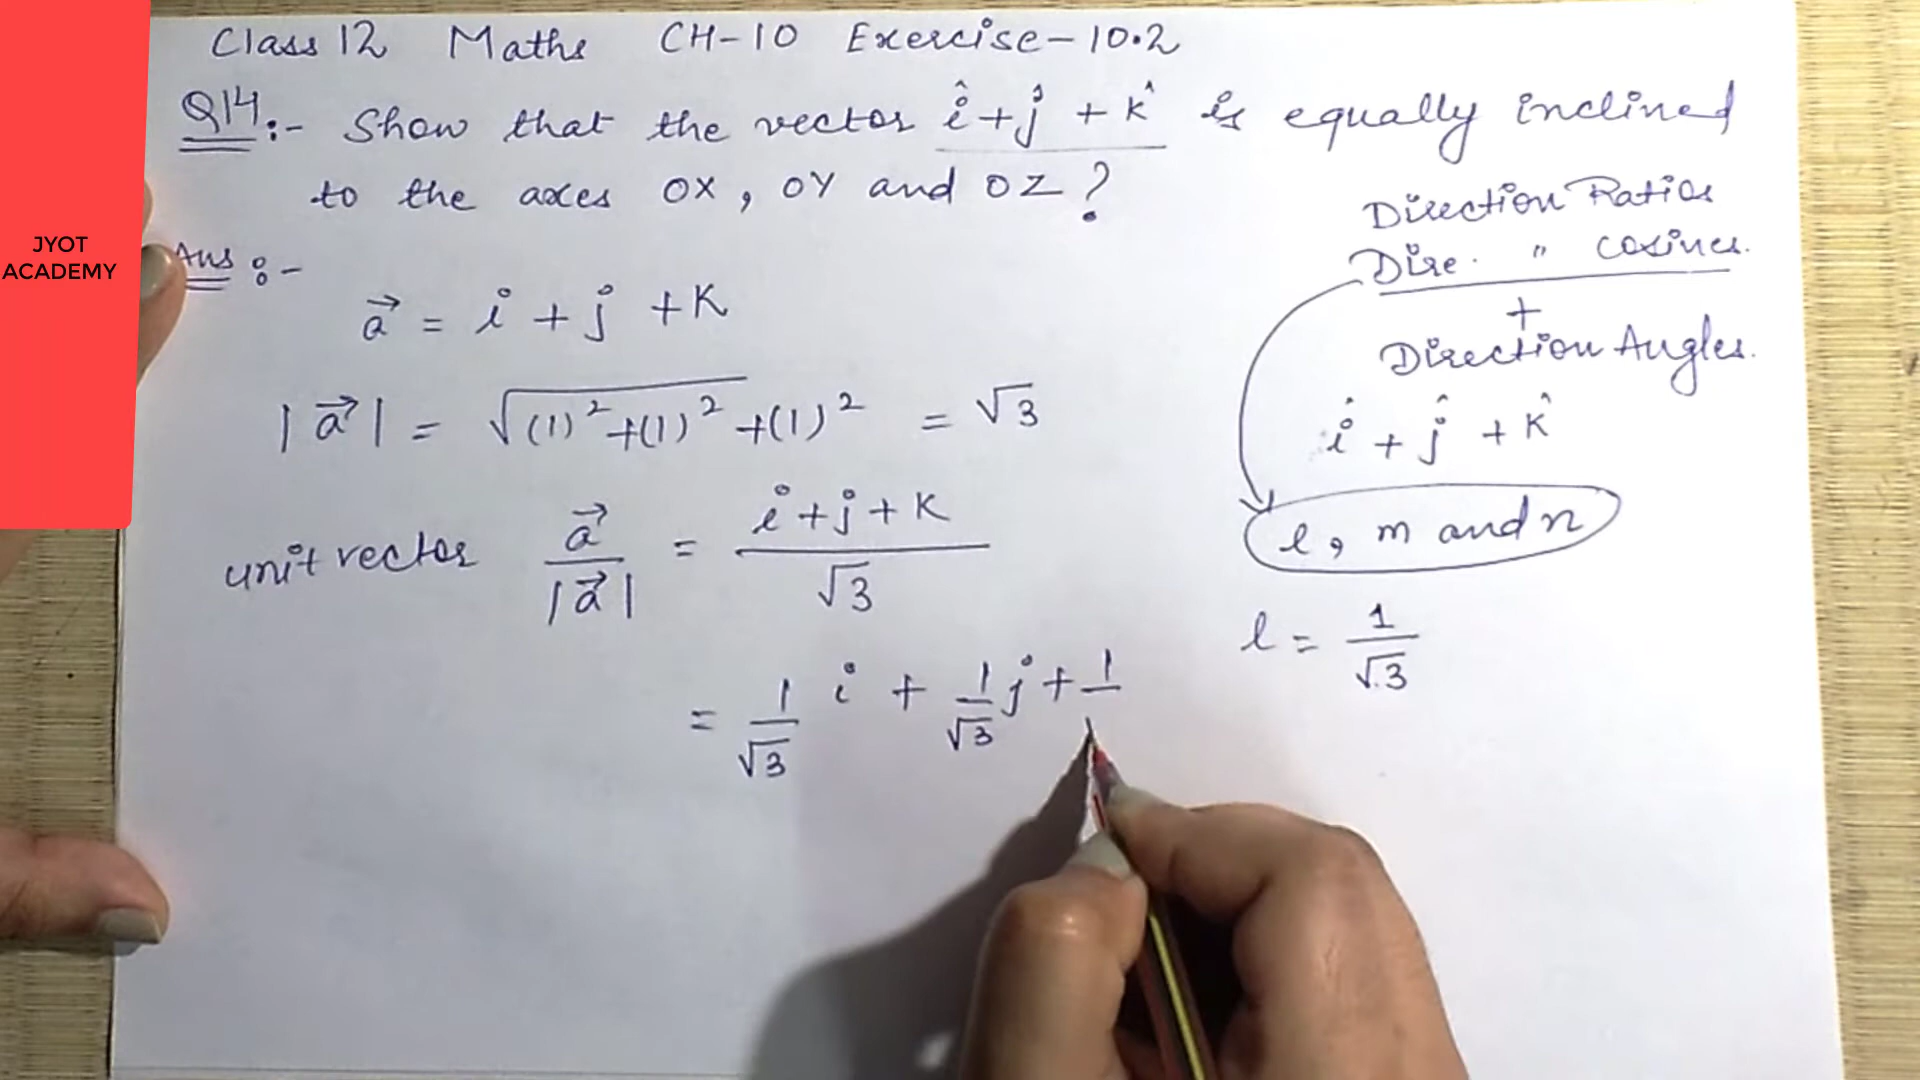 Class 12 Maths CH-10 Exercise-10.2
Q14:- Show that the vector î + ĵ + k̂ is equally inclined
to the axes OX, OY and OZ?
JYOT
ACADEMY
Ans :-
a⃗ = i + j + K
|a⃗| = √(1)² + (1)² + (1)² = √3
unit vector a⃗/|a⃗| = i + j + K/√3
= 1/√3 i + 1/√3 j + 1
Direction Ratios
Dire. " cosines.
+
Direction Angles.
î + ĵ + k̂
l, m and n
l = 1/√3